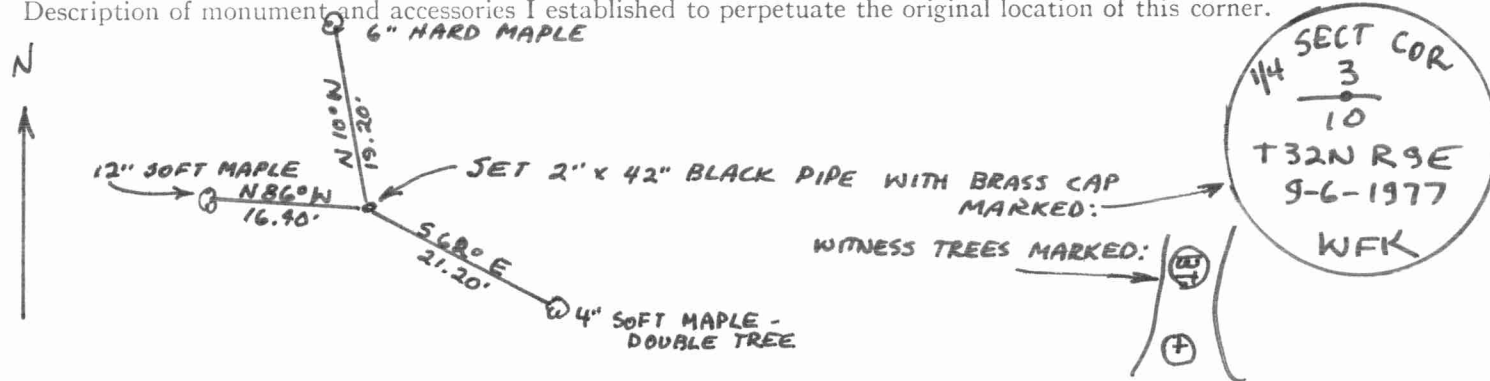 Description of monument and accessories I established to perpetuate the original location of this corner.
6" HARD MAPLE
N
N 10° W
19.20'
12" SOFT MAPLE
N 86° W
16.40'
SET 2" x 42" BLACK PIPE WITH BRASS CAP
MARKED:
S 62° E
21.20'
4" SOFT MAPLE -
DOUBLE TREE
WITNESS TREES MARKED:
1/4 SECT COR
3
10
T32N R9E
9-6-1977
WFK